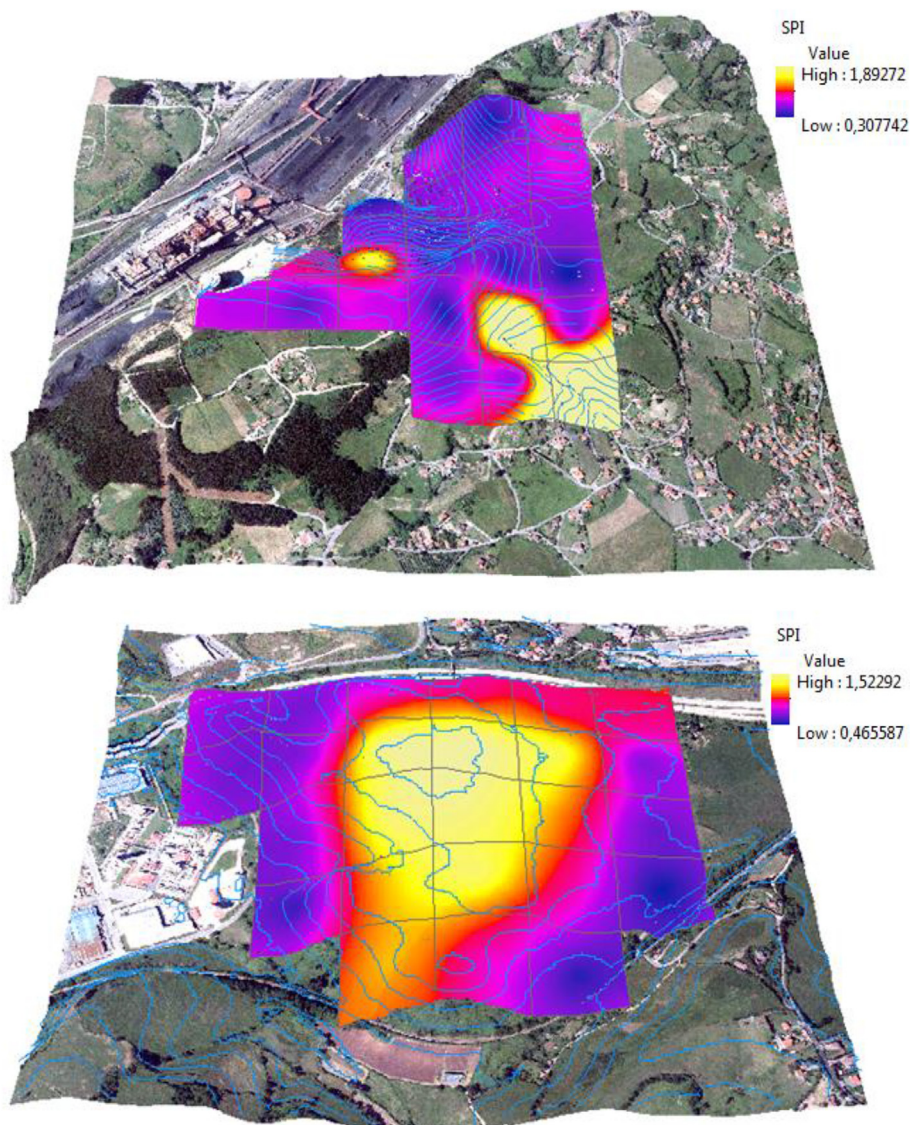 SPI
Value
High : 1,89272
Low : 0,307742
SPI
Value
High : 1,52292
Low : 0,465587